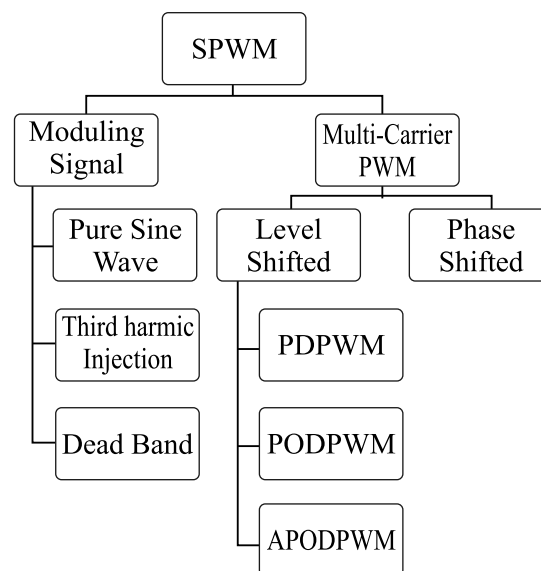 SPWM
Moduling
Signal
Multi-Carrier
PWM
Pure Sine
Wave
Level
Shifted
Phase
Shifted
Third harmic
Injection
PDPWM
Dead Band
PODPWM
APODPWM